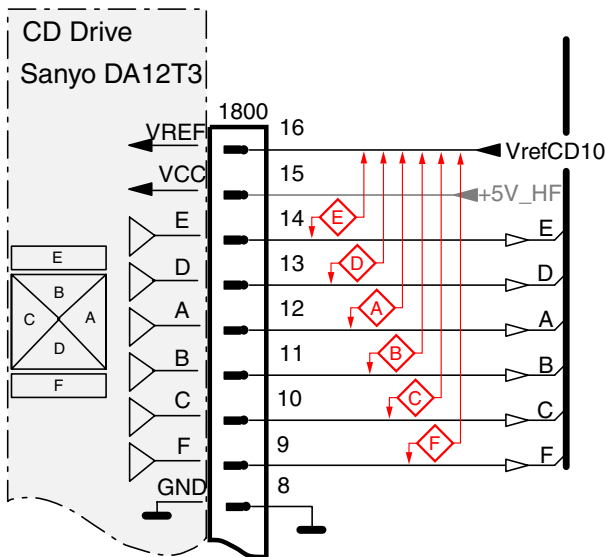 CD Drive
Sanyo DA12T3
1800
VREF
16
VrefCD10
VCC
15
+5V_HF
E
14
E
E
D
13
D
D
A
12
A
A
B
11
B
B
C
10
C
C
F
9
F
F
GND
8
E
B
C
A
D
F